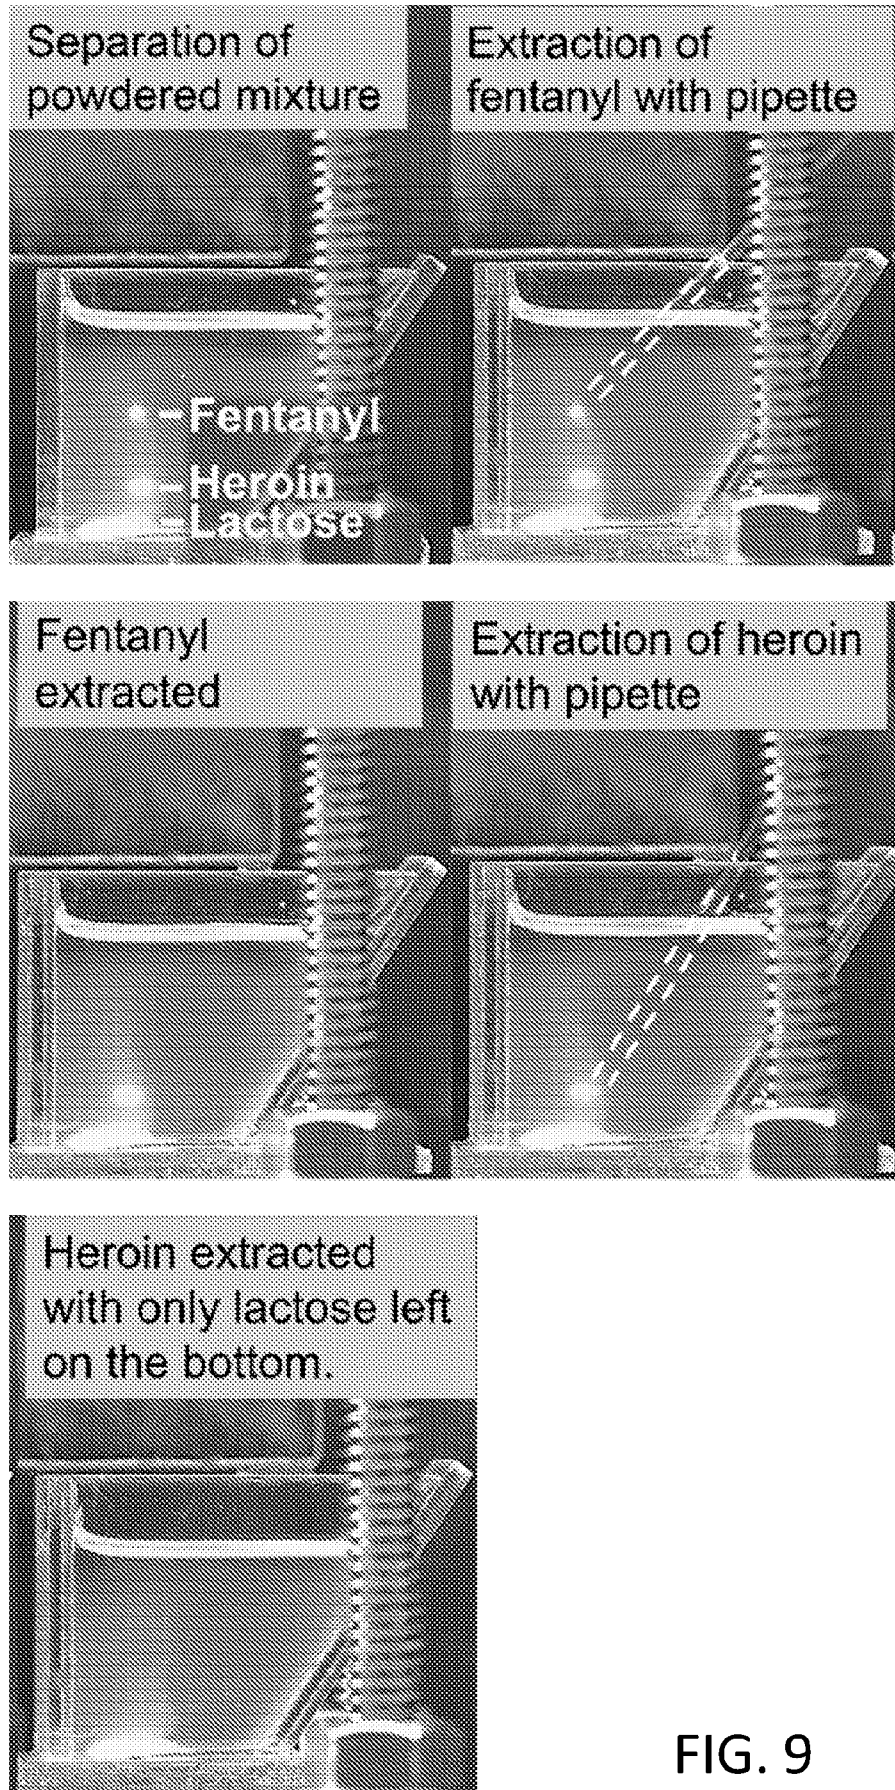 Separation of
powdered mixture
Extraction of
fentanyl with pipette
Fentanyl
Heroin
Lactose
Fentanyl
extracted
Extraction of heroin
with pipette
Heroin extracted
with only lactose left
on the bottom.
FIG. 9